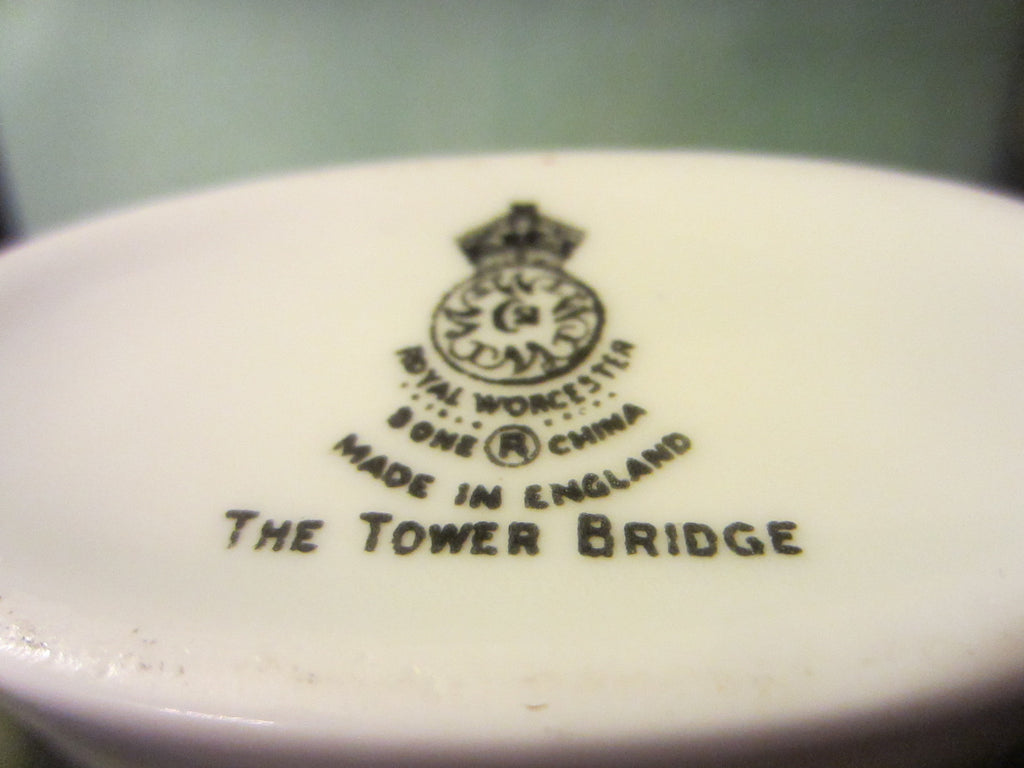 ROYAL WORCESTER
BONE ® CHINA
MADE IN ENGLAND
THE TOWER BRIDGE